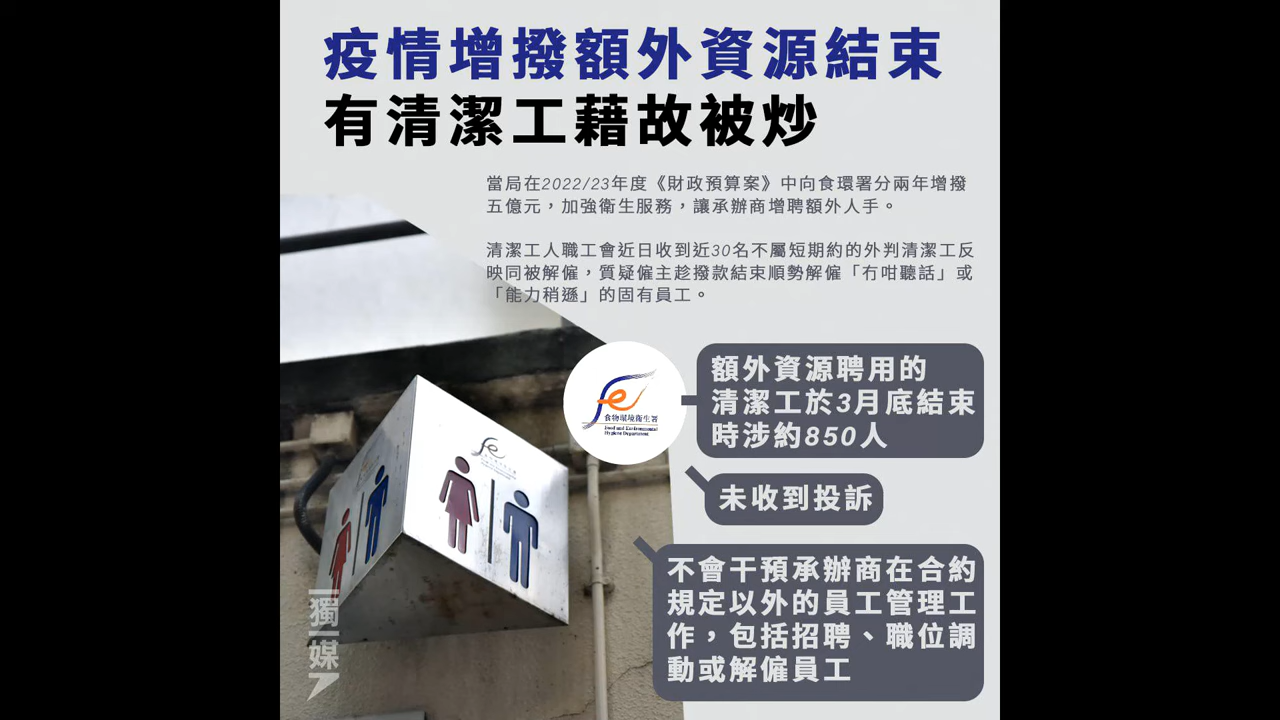 疫情增撥額外資源結束
有清潔工藉故被炒
當局在2022/23年度《財政預算案》中向食環署分兩年增撥
五億元，加強衛生服務，讓承辦商增聘額外人手。
清潔工人職工會近日收到近30名不屬短期約的外判清潔工反
映同被解僱，質疑僱主趁撥款結束順勢解僱「冇咁聽話」或
「能力稍遜」的固有員工。
食物環境衞生署
Food and Environmental
Hygiene Department
額外資源聘用的
清潔工於3月底結束
時涉約850人
未收到投訴
不會干預承辦商在合約
規定以外的員工管理工
作，包括招聘、職位調
動或解僱員工
獨
媒